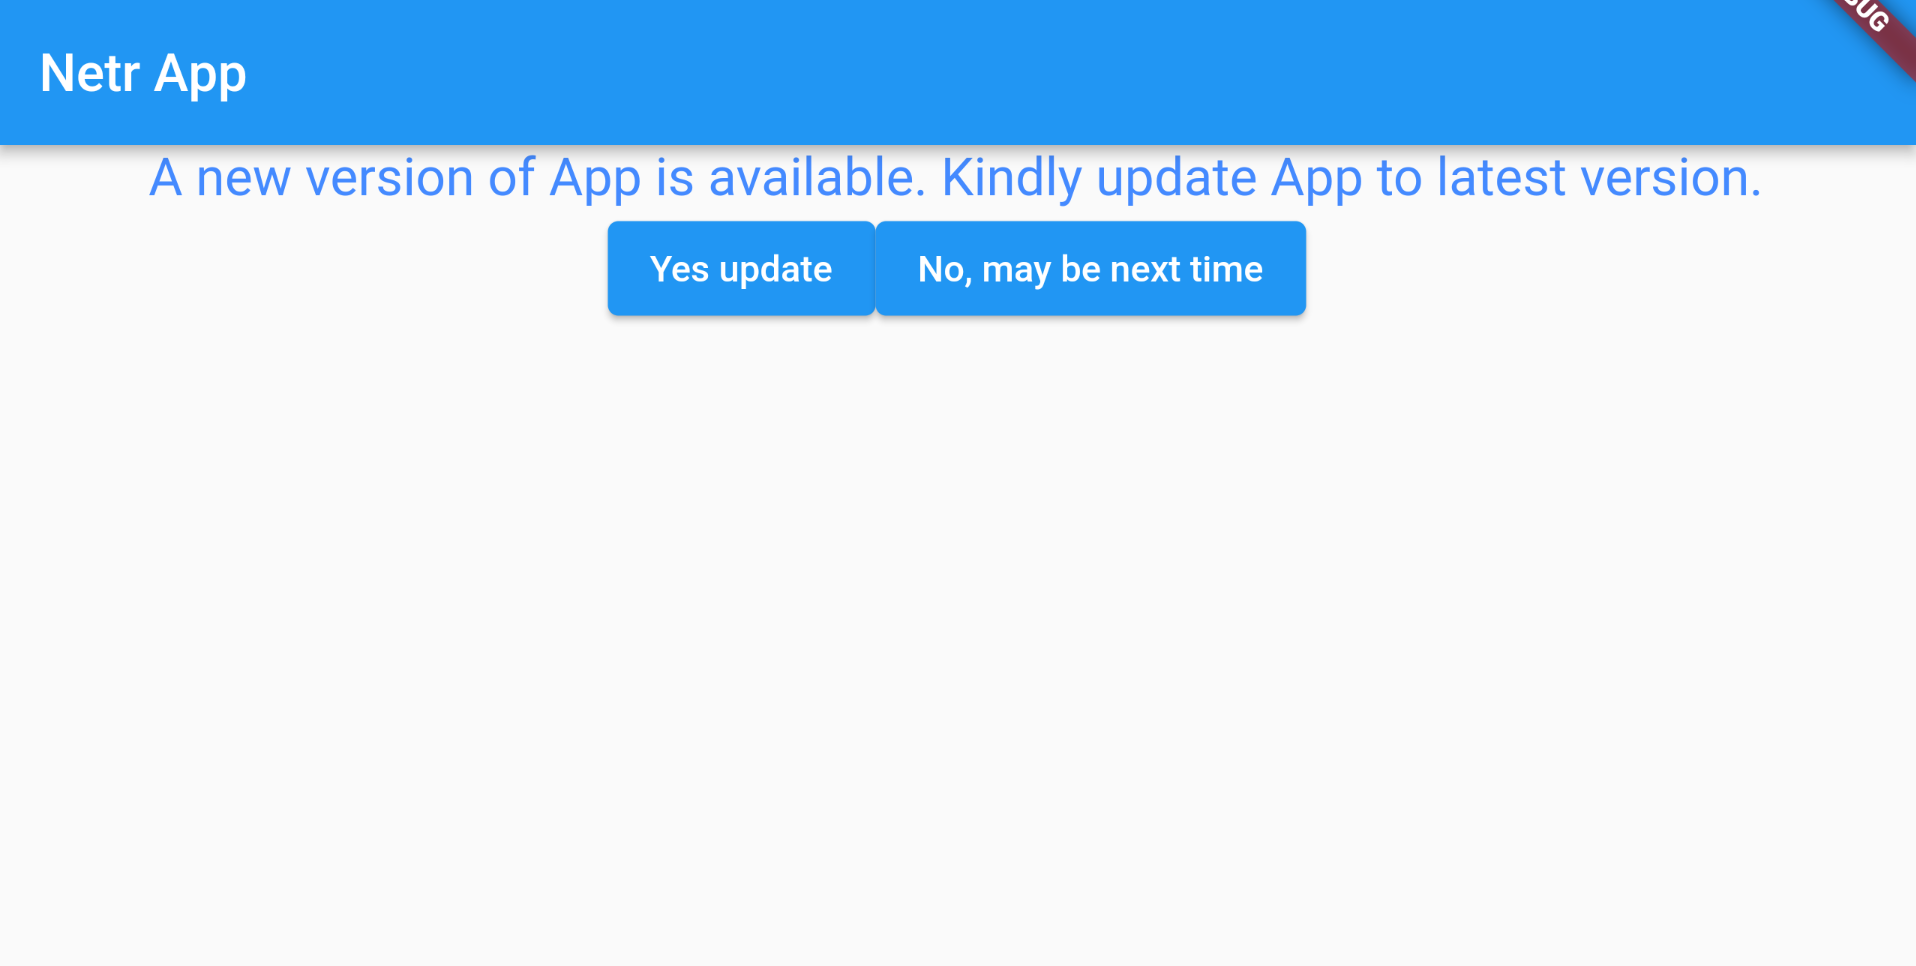 Netr App
A new version of App is available. Kindly update App to latest version.
Yes update
No, may be next time